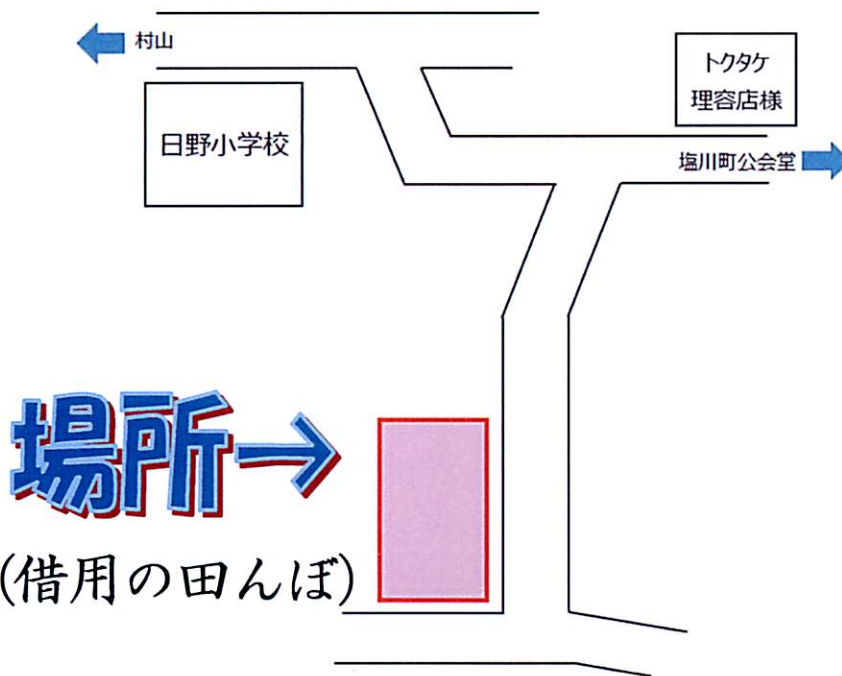 村山
トクタケ
理容店様
日野小学校
塩川町公会堂
場所→
(借用の田んぼ)